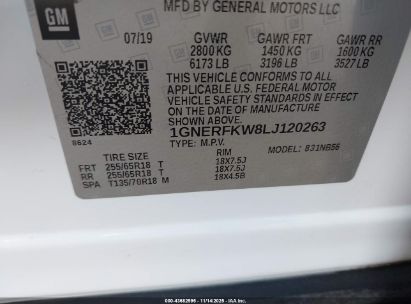 GM
MFD BY GENERAL MOTORS LLC
07/19 GVWR GAWR FRT GAWR RR
2800 KG 1450 KG 1600 KG
6173 LB 3196 LB 3527 LB
THIS VEHICLE CONFORMS TO ALL
APPLICABLE U.S. FEDERAL MOTOR
VEHICLE SAFETY STANDARDS IN EFFECT
ON THE DATE OF MANUFACTURE
SHOWN ABOVE.
1GNERFKW8LJ120263
TYPE: M.P.V. MODEL: 831NB56
8624
TIRE SIZE RIM
FRT 255/65R18 T 18X7.5J
RR 255/65R18 T 18X7.5J
SPA T135/70R18 M 18X4.5B